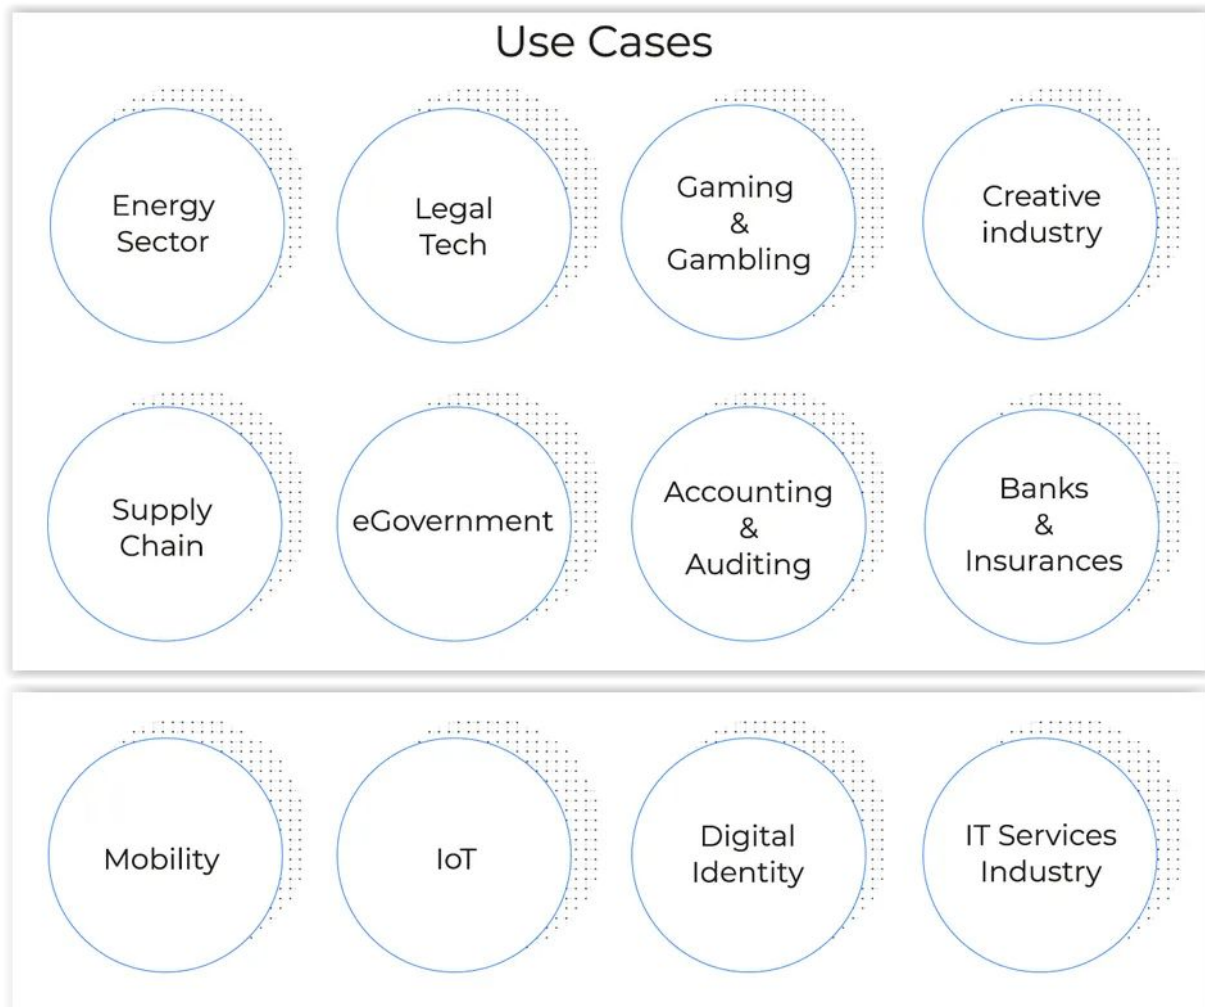 Use Cases
Energy
Sector
Legal
Tech
Gaming
&
Gambling
Creative
industry
Supply
Chain
eGovernment
Accounting
&
Auditing
Banks
&
Insurances
Mobility
IoT
Digital
Identity
IT Services
Industry